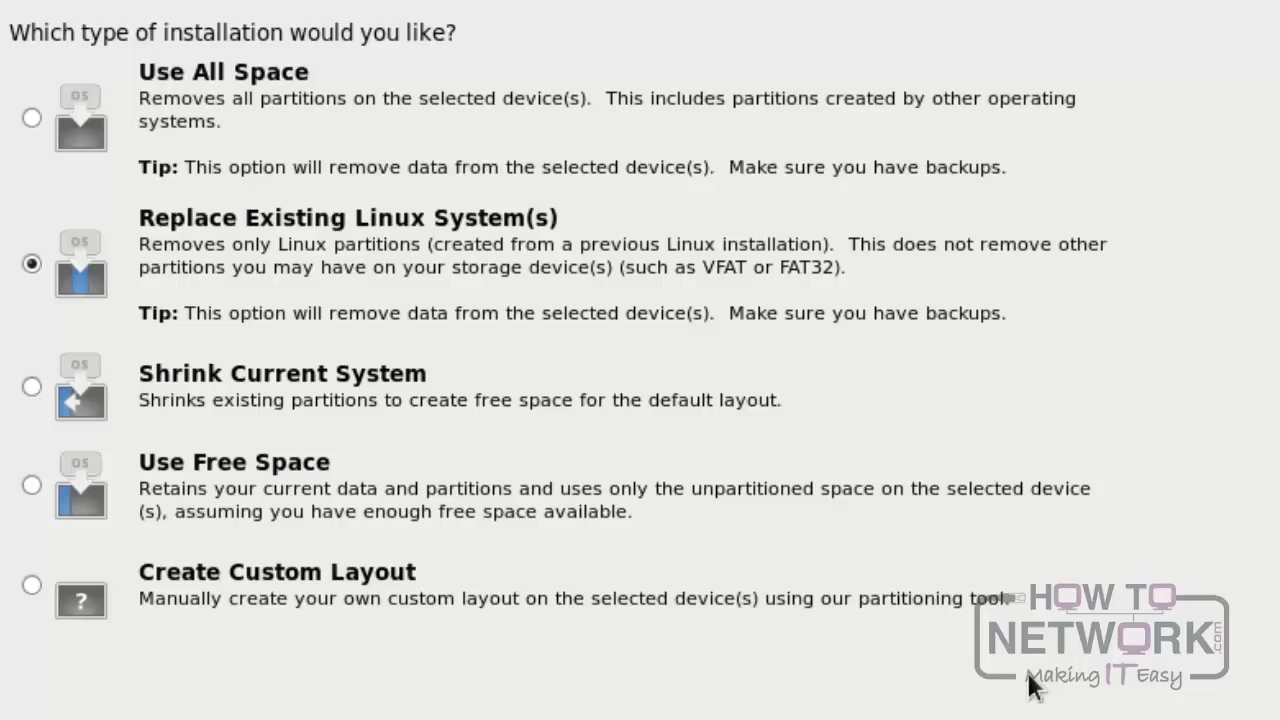 Which type of installation would you like?
Use All Space
OS
Removes all partitions on the selected device(s).  This includes partitions created by other operating
systems.
Tip: This option will remove data from the selected device(s).  Make sure you have backups.
Replace Existing Linux System(s)
OS
Removes only Linux partitions (created from a previous Linux installation).  This does not remove other
partitions you may have on your storage device(s) (such as VFAT or FAT32).
Tip: This option will remove data from the selected device(s).  Make sure you have backups.
OS
Shrink Current System
Shrinks existing partitions to create free space for the default layout.
OS
Use Free Space
Retains your current data and partitions and uses only the unpartitioned space on the selected device
(s), assuming you have enough free space available.
Create Custom Layout
?
Manually create your own custom layout on the selected device(s) using our partitioning tool.
HOW TO
NETWORK.com
Making IT Easy